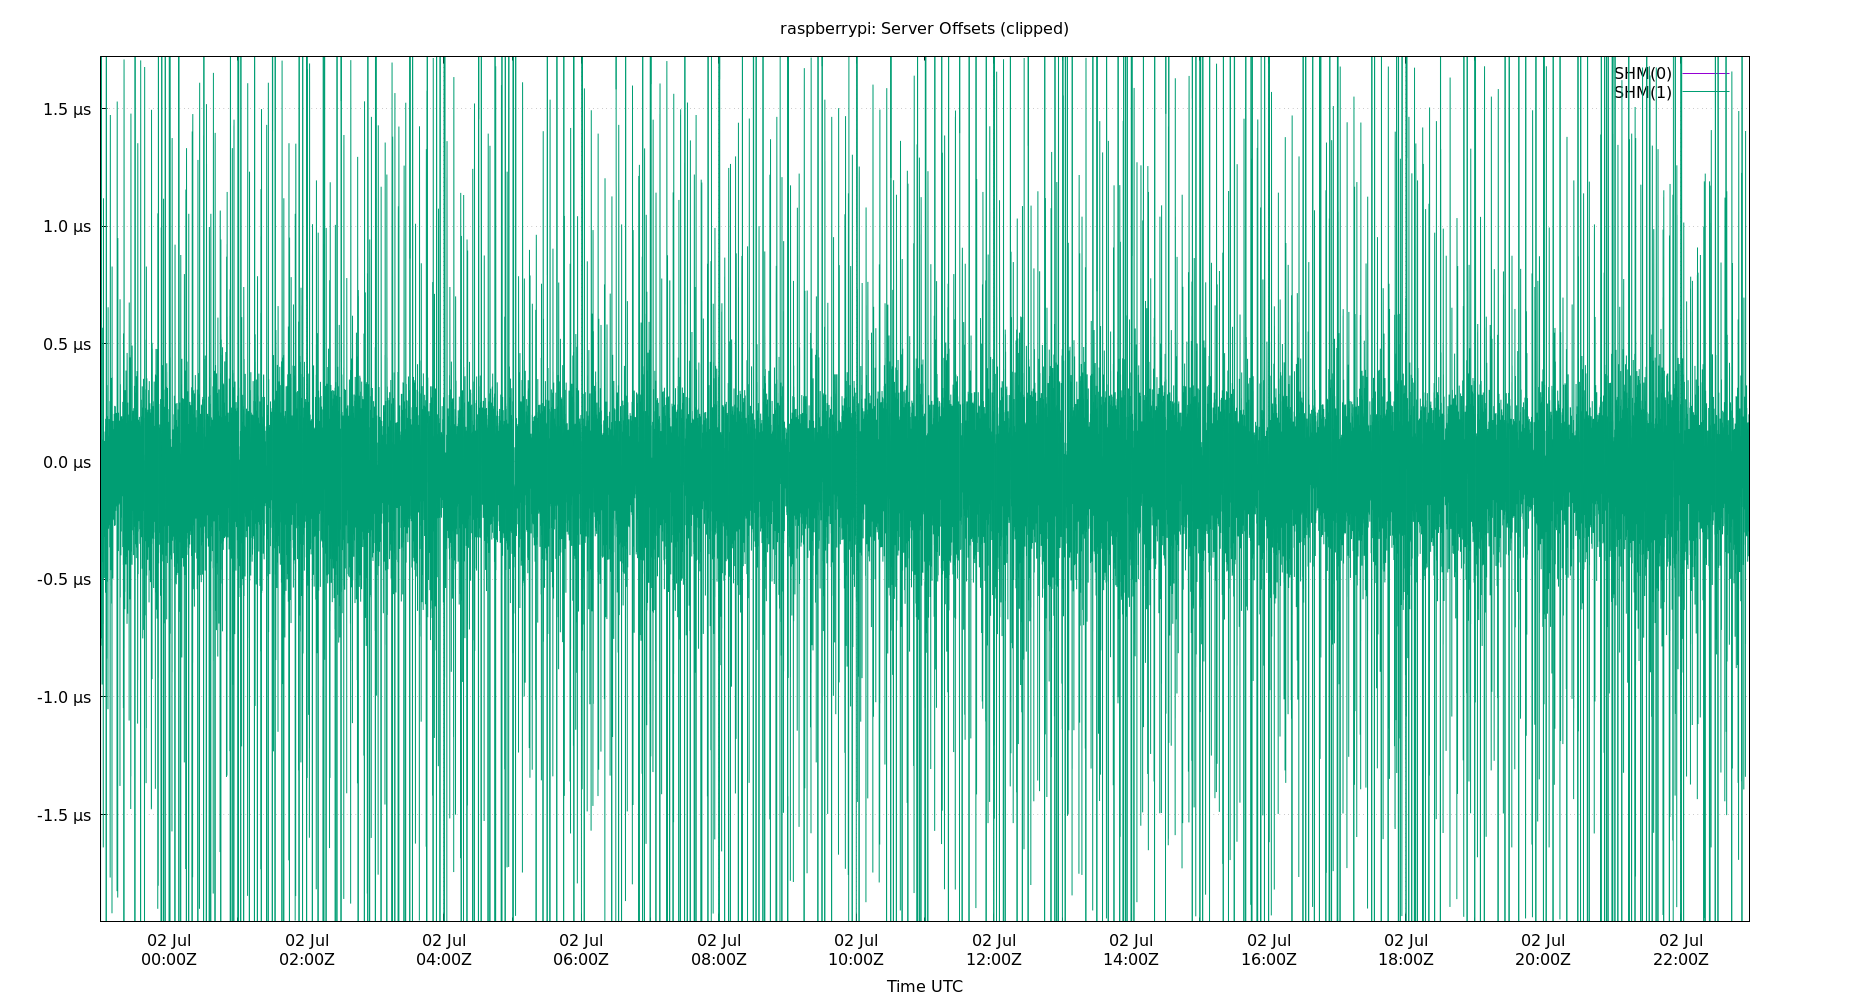 raspberrypi: Server Offsets (clipped)
SHM(0)
SHM(1)
1.5 µs
1.0 µs
0.5 µs
0.0 µs
-0.5 µs
-1.0 µs
-1.5 µs
02 Jul 02 Jul 02 Jul 02 Jul 02 Jul 02 Jul 02 Jul 02 Jul 02 Jul 02 Jul 02 Jul 02 Jul
00:00Z 02:00Z 04:00Z 06:00Z 08:00Z 10:00Z 12:00Z 14:00Z 16:00Z 18:00Z 20:00Z 22:00Z
Time UTC